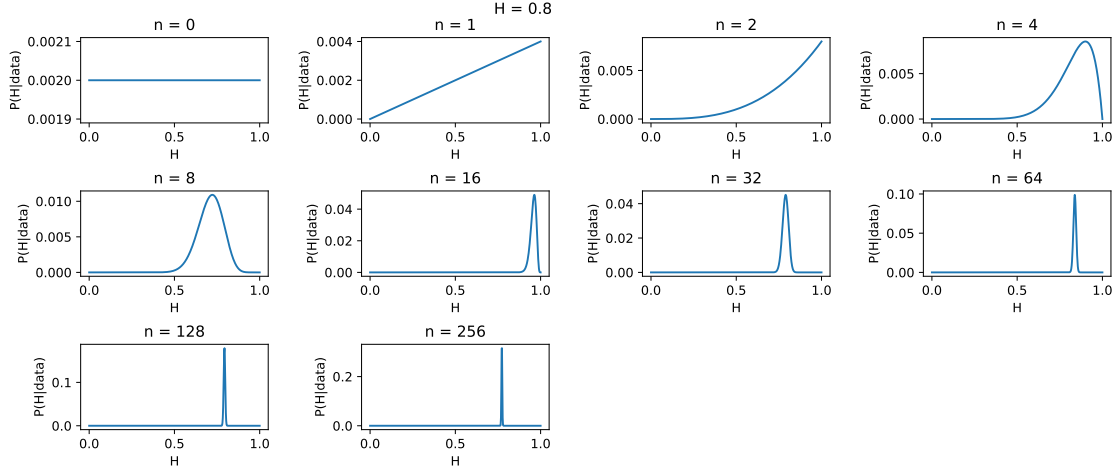 H = 0.8
n = 0
n = 1
n = 2
n = 4
P(H|data)
0.0021
0.0020
0.0019
0.0
0.5
1.0
H
P(H|data)
0.004
0.002
0.000
0.0
0.5
1.0
H
P(H|data)
0.005
0.000
0.0
0.5
1.0
H
P(H|data)
0.005
0.000
0.0
0.5
1.0
H
n = 8
n = 16
n = 32
n = 64
P(H|data)
0.010
0.005
0.000
0.0
0.5
1.0
H
P(H|data)
0.04
0.02
0.00
0.0
0.5
1.0
H
P(H|data)
0.04
0.02
0.00
0.0
0.5
1.0
H
P(H|data)
0.10
0.05
0.00
0.0
0.5
1.0
H
n = 128
n = 256
P(H|data)
0.1
0.0
0.0
0.5
1.0
H
P(H|data)
0.2
0.0
0.0
0.5
1.0
H